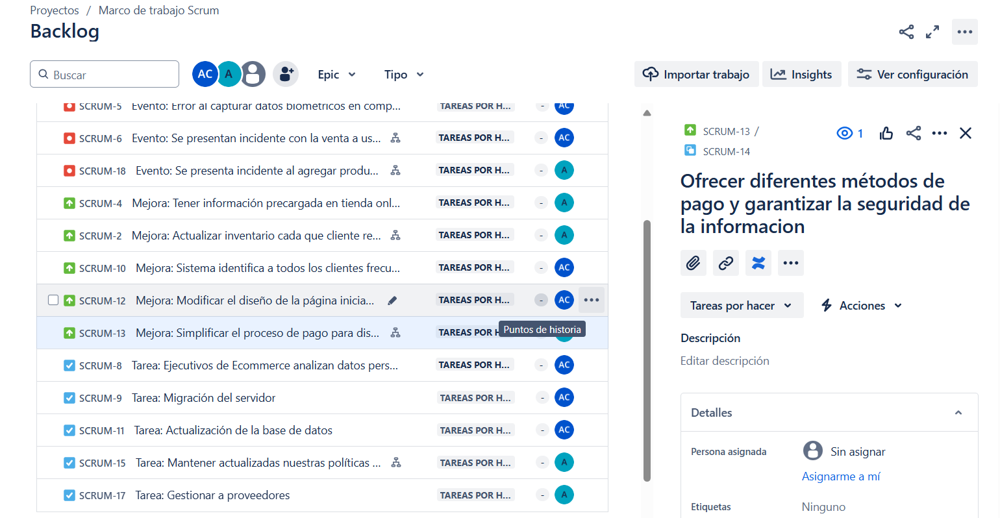 Proyectos / Marco de trabajo Scrum
Backlog
Buscar
AC A
Epic
Tipo
Importar trabajo
Insights
Ver configuración
SCRUM-5 Evento: Error al capturar datos biometricos en comp... TAREAS POR H... - AC
SCRUM-6 Evento: Se presentan incidente con la venta a us... TAREAS POR H... - AC
SCRUM-18 Evento: Se presenta incidente al agregar produ... TAREAS POR H... - A
SCRUM-4 Mejora: Tener información precargada en tienda onl... TAREAS POR H... - A
SCRUM-2 Mejora: Actualizar inventario cada que cliente re... TAREAS POR H... - A
SCRUM-10 Mejora: Sistema identifica a todos los clientes frecu... TAREAS POR H... - AC
SCRUM-12 Mejora: Modificar el diseño de la página inicia... TAREAS POR H... - AC
SCRUM-13 Mejora: Simplificar el proceso de pago para dis... TAREAS POR H
Puntos de historia
SCRUM-8 Tarea: Ejecutivos de Ecommerce analizan datos pers... TAREAS POR H... - AC
SCRUM-9 Tarea: Migración del servidor TAREAS POR H... - AC
SCRUM-11 Tarea: Actualización de la base de datos TAREAS POR H... - AC
SCRUM-15 Tarea: Mantener actualizadas nuestras políticas ... TAREAS POR H... - A
SCRUM-17 Tarea: Gestionar a proveedores TAREAS POR H... - A
SCRUM-13 /
SCRUM-14
1
Ofrecer diferentes métodos de
pago y garantizar la seguridad de
la informacion
Tareas por hacer
Acciones
Descripción
Editar descripción
Detalles
Persona asignada
Sin asignar
Asignarme a mí
Etiquetas
Ninguno